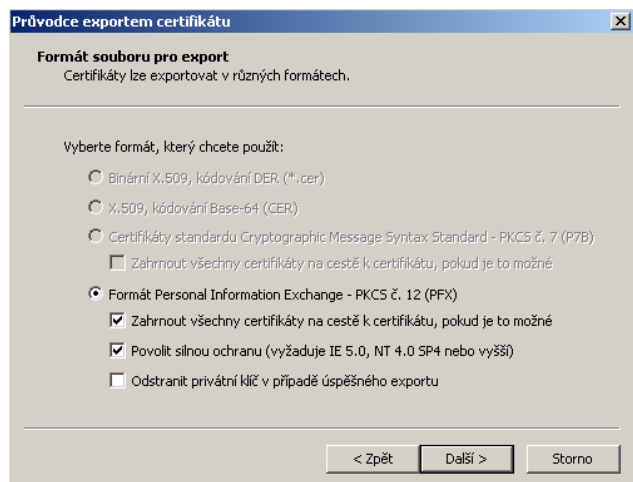 Průvodce exportem certifikátu
Formát souboru pro export
Certifikáty lze exportovat v různých formátech.
Vyberte formát, který chcete použít:
Binární X.509, kódování DER (*.cer)
X.509, kódování Base-64 (CER)
Certifikáty standardu Cryptographic Message Syntax Standard - PKCS č. 7 (P7B)
Zahrnout všechny certifikáty na cestě k certifikátu, pokud je to možné
Formát Personal Information Exchange - PKCS č. 12 (PFX)
Zahrnout všechny certifikáty na cestě k certifikátu, pokud je to možné
Povolit silnou ochranu (vyžaduje IE 5.0, NT 4.0 SP4 nebo vyšší)
Odstranit privátní klíč v případě úspěšného exportu
< Zpět Další > Storno